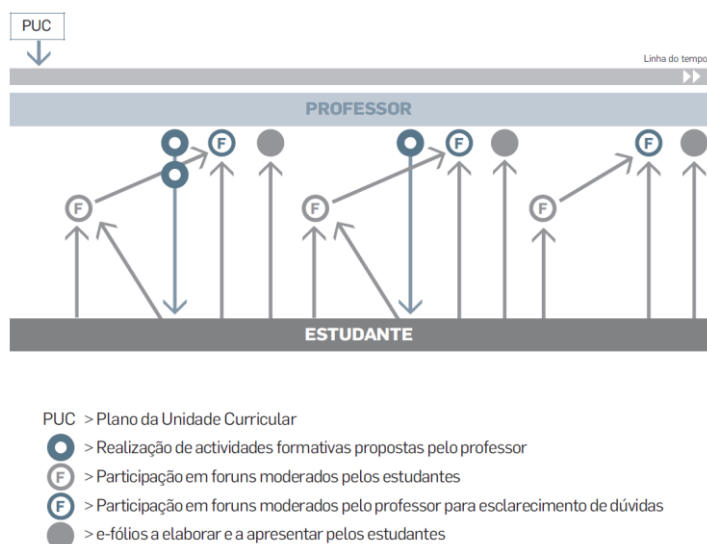 PUC
Linha do tempo
PROFESSOR
F F F
F F F
ESTUDANTE
PUC > Plano da Unidade Curricular
> Realização de actividades formativas propostas pelo professor
F > Participação em foruns moderados pelos estudantes
F > Participação em foruns moderados pelo professor para esclarecimento de dúvidas
> e-fólios a elaborar e a apresentar pelos estudantes